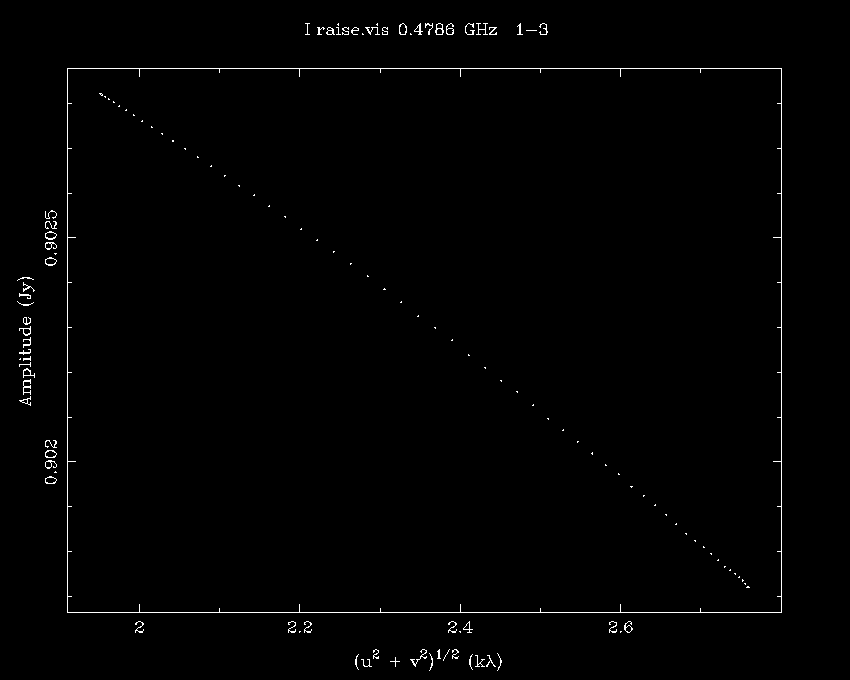 I raise.vis 0.4786 GHz 1−3
0.9025
0.902
Amplitude (Jy)
2 2.2 2.4 2.6
(u² + v²)¹/² (kλ)